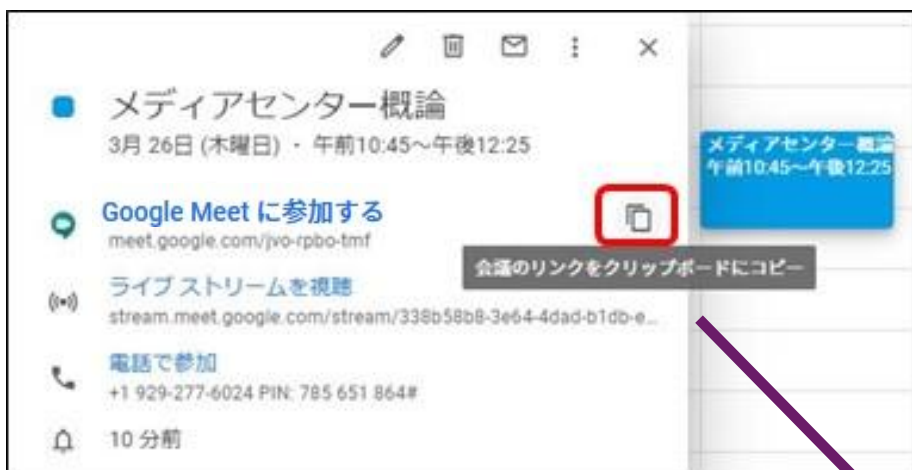 メディアセンター概論
3月 26日 (木曜日) ・ 午前10:45～午後12:25
メディアセンター概論
午前10:45～午後12:25
Google Meet に参加する
meet.google.com/jvo-rpbo-tmf
会議のリンクをクリップボードにコピー
ライブ ストリームを視聴
stream.meet.google.com/stream/338b58b8-3e64-4dad-b1db-e...
電話で参加
+1 929-277-6024 PIN: 785 651 864#
10 分前